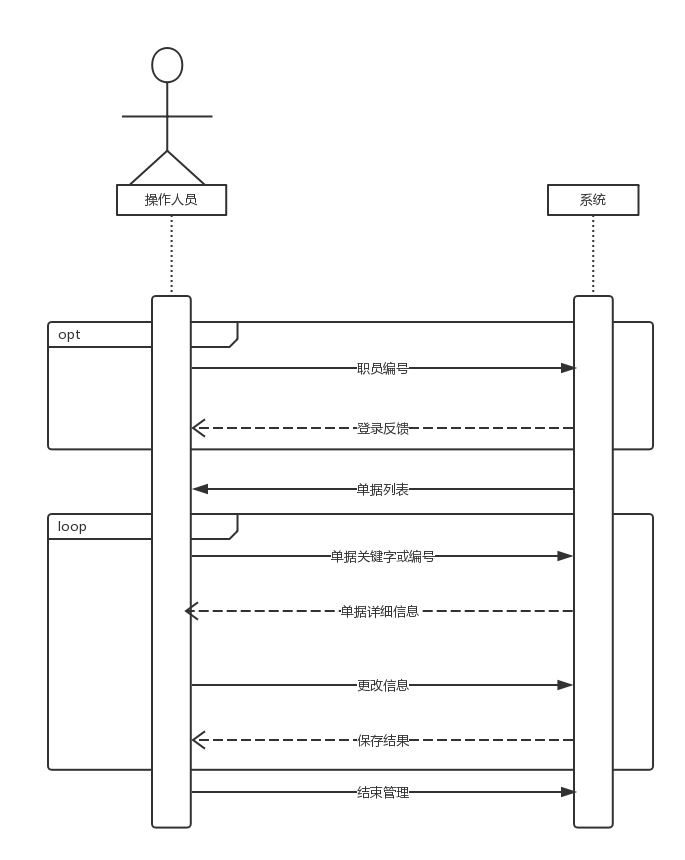 操作人员
系统
opt
职员编号
登录反馈
单据列表
loop
单据关键字或编号
单据详细信息
更改信息
保存结果
结束管理